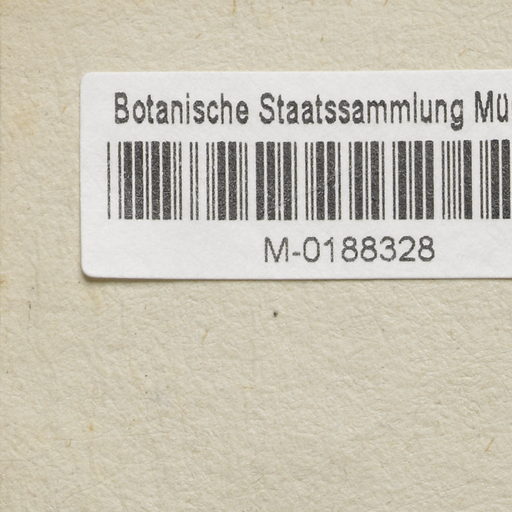 Botanische Staatssammlung Mü
M-0188328